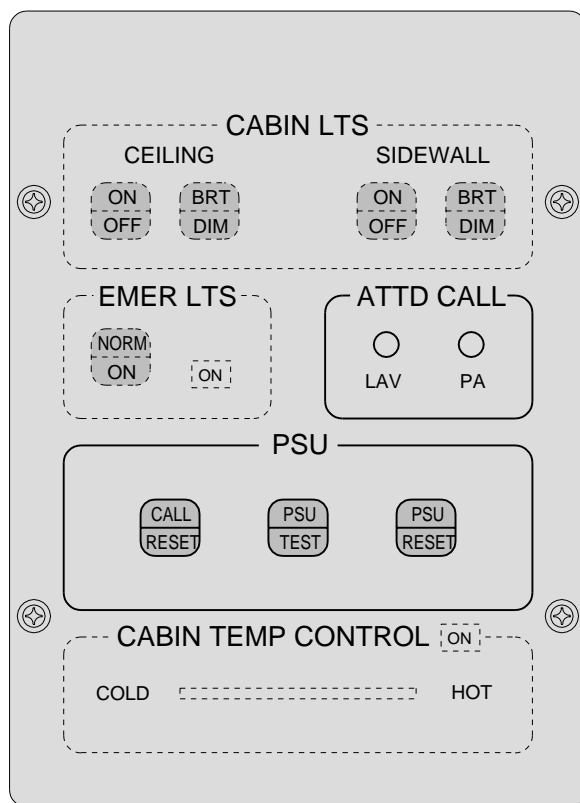 CABIN LTS
CEILING SIDEWALL
ON BRT ON BRT
OFF DIM OFF DIM
EMER LTS ATTD CALL
NORM
ON ON LAV PA
PSU
CALL PSU PSU
RESET TEST RESET
CABIN TEMP CONTROL ON
COLD HOT